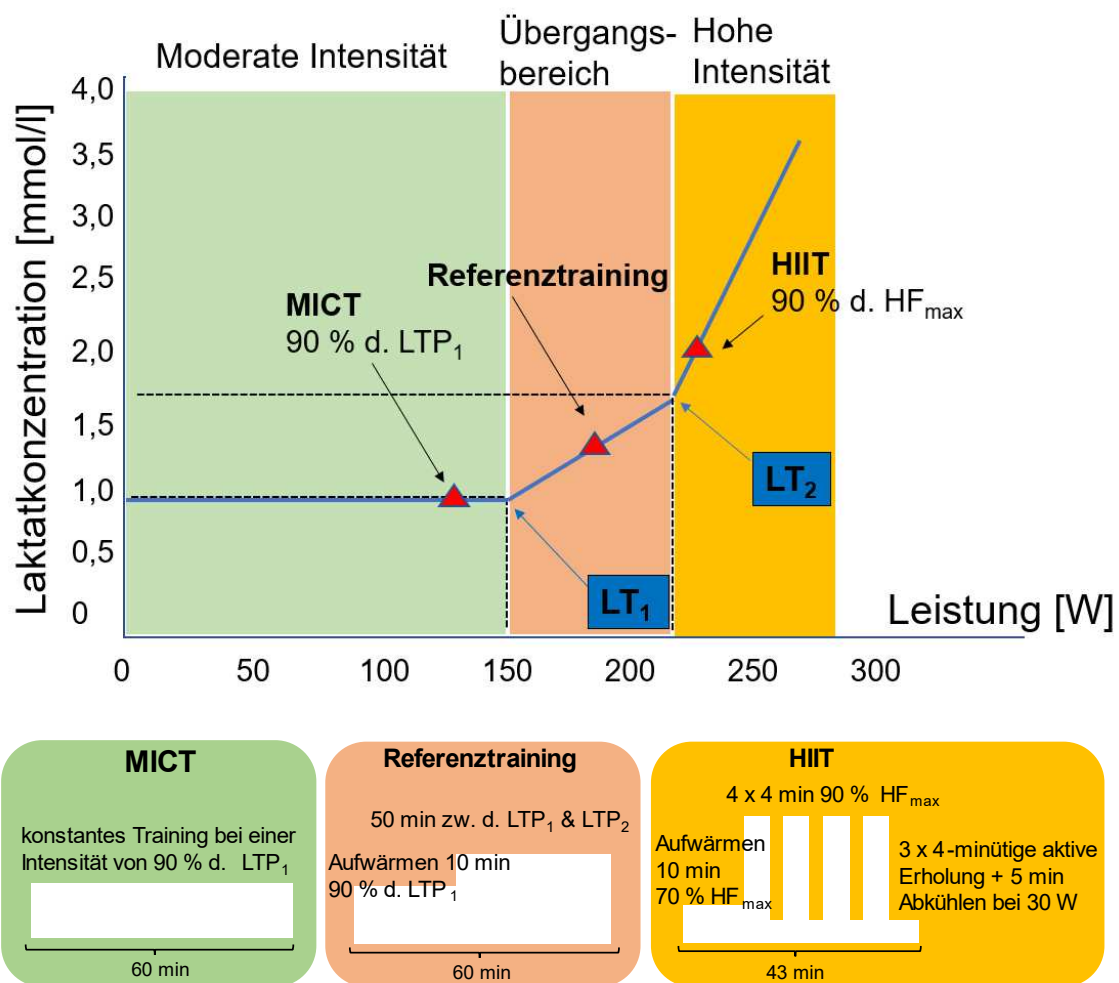 Moderate Intensität
Übergangs-
bereich
Hohe
Intensität
Laktatkonzentration [mmol/l]
4,0
3,5
3,0
2,5
2,0
1,5
1,0
0,5
0
MICT
90 % d. LTP₁
Referenztraining
HIIT
90 % d. HFmax
LT₂
LT₁
Leistung [W]
0 50 100 150 200 250 300
MICT
konstantes Training bei einer
Intensität von 90 % d. LTP₁
60 min
Referenztraining
50 min zw. d. LTP₁ & LTP₂
Aufwärmen 10 min
90 % d. LTP₁
60 min
HIIT
4 x 4 min 90 % HFmax
Aufwärmen
10 min
70 % HFmax
3 x 4-minütige aktive
Erholung + 5 min
Abkühlen bei 30 W
43 min